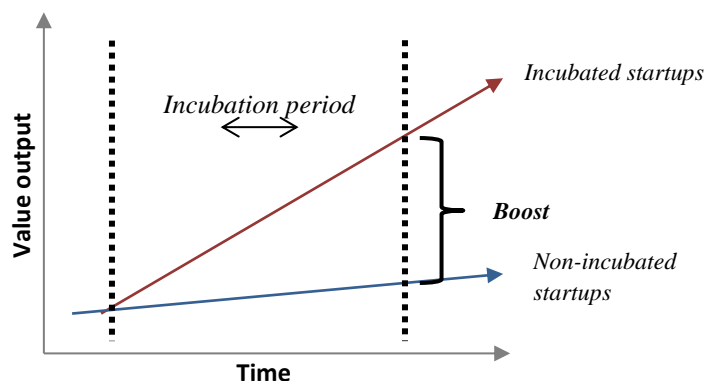 Incubated startups
Incubation period
Value output
Boost
Non-incubated
startups
Time